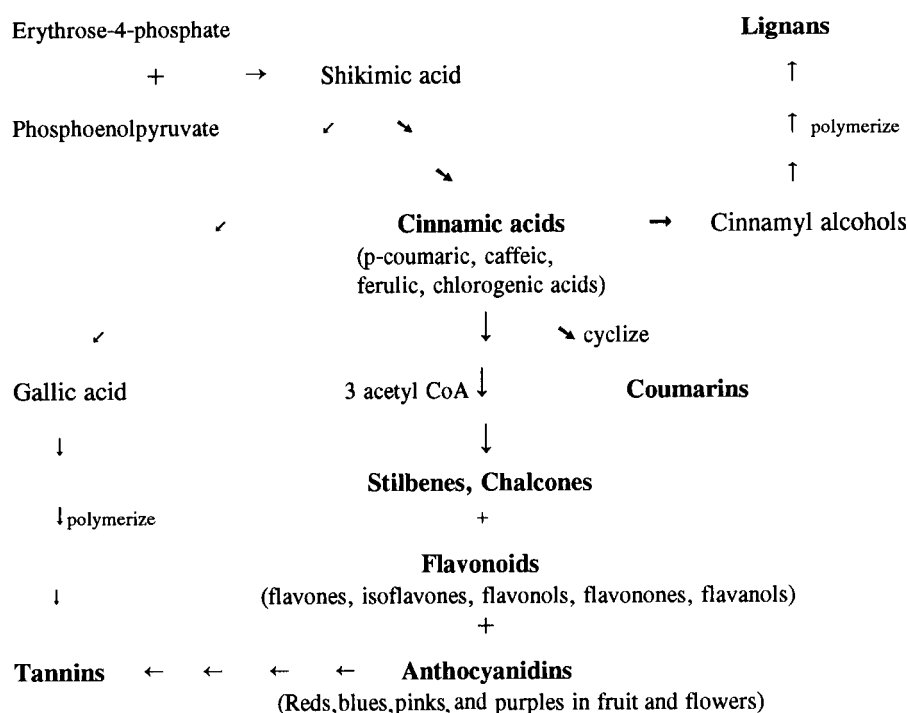 Erythrose-4-phosphate
Lignans
+ → Shikimic acid ↑
Phosphoenolpyruvate ↙ ↘ ↑ polymerize
↘ ↑
↙ Cinnamic acids → Cinnamyl alcohols
(p-coumaric, caffeic,
ferulic, chlorogenic acids)
↙ ↓ ↘ cyclize
Gallic acid 3 acetyl CoA ↓ Coumarins
↓ ↓
Stilbenes, Chalcones
↓ polymerize +
Flavonoids
↓ (flavones, isoflavones, flavonols, flavonones, flavanols)
+
Tannins ← ← ← ← Anthocyanidins
(Reds,blues,pinks,and purples in fruit and flowers)